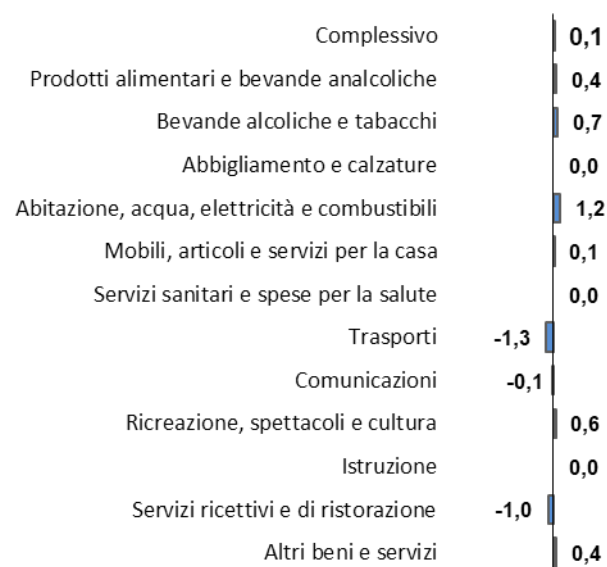 Complessivo 0,1
Prodotti alimentari e bevande analcoliche 0,4
Bevande alcoliche e tabacchi 0,7
Abbigliamento e calzature 0,0
Abitazione, acqua, elettricità e combustibili 1,2
Mobili, articoli e servizi per la casa 0,1
Servizi sanitari e spese per la salute 0,0
Trasporti -1,3
Comunicazioni -0,1
Ricreazione, spettacoli e cultura 0,6
Istruzione 0,0
Servizi ricettivi e di ristorazione -1,0
Altri beni e servizi 0,4